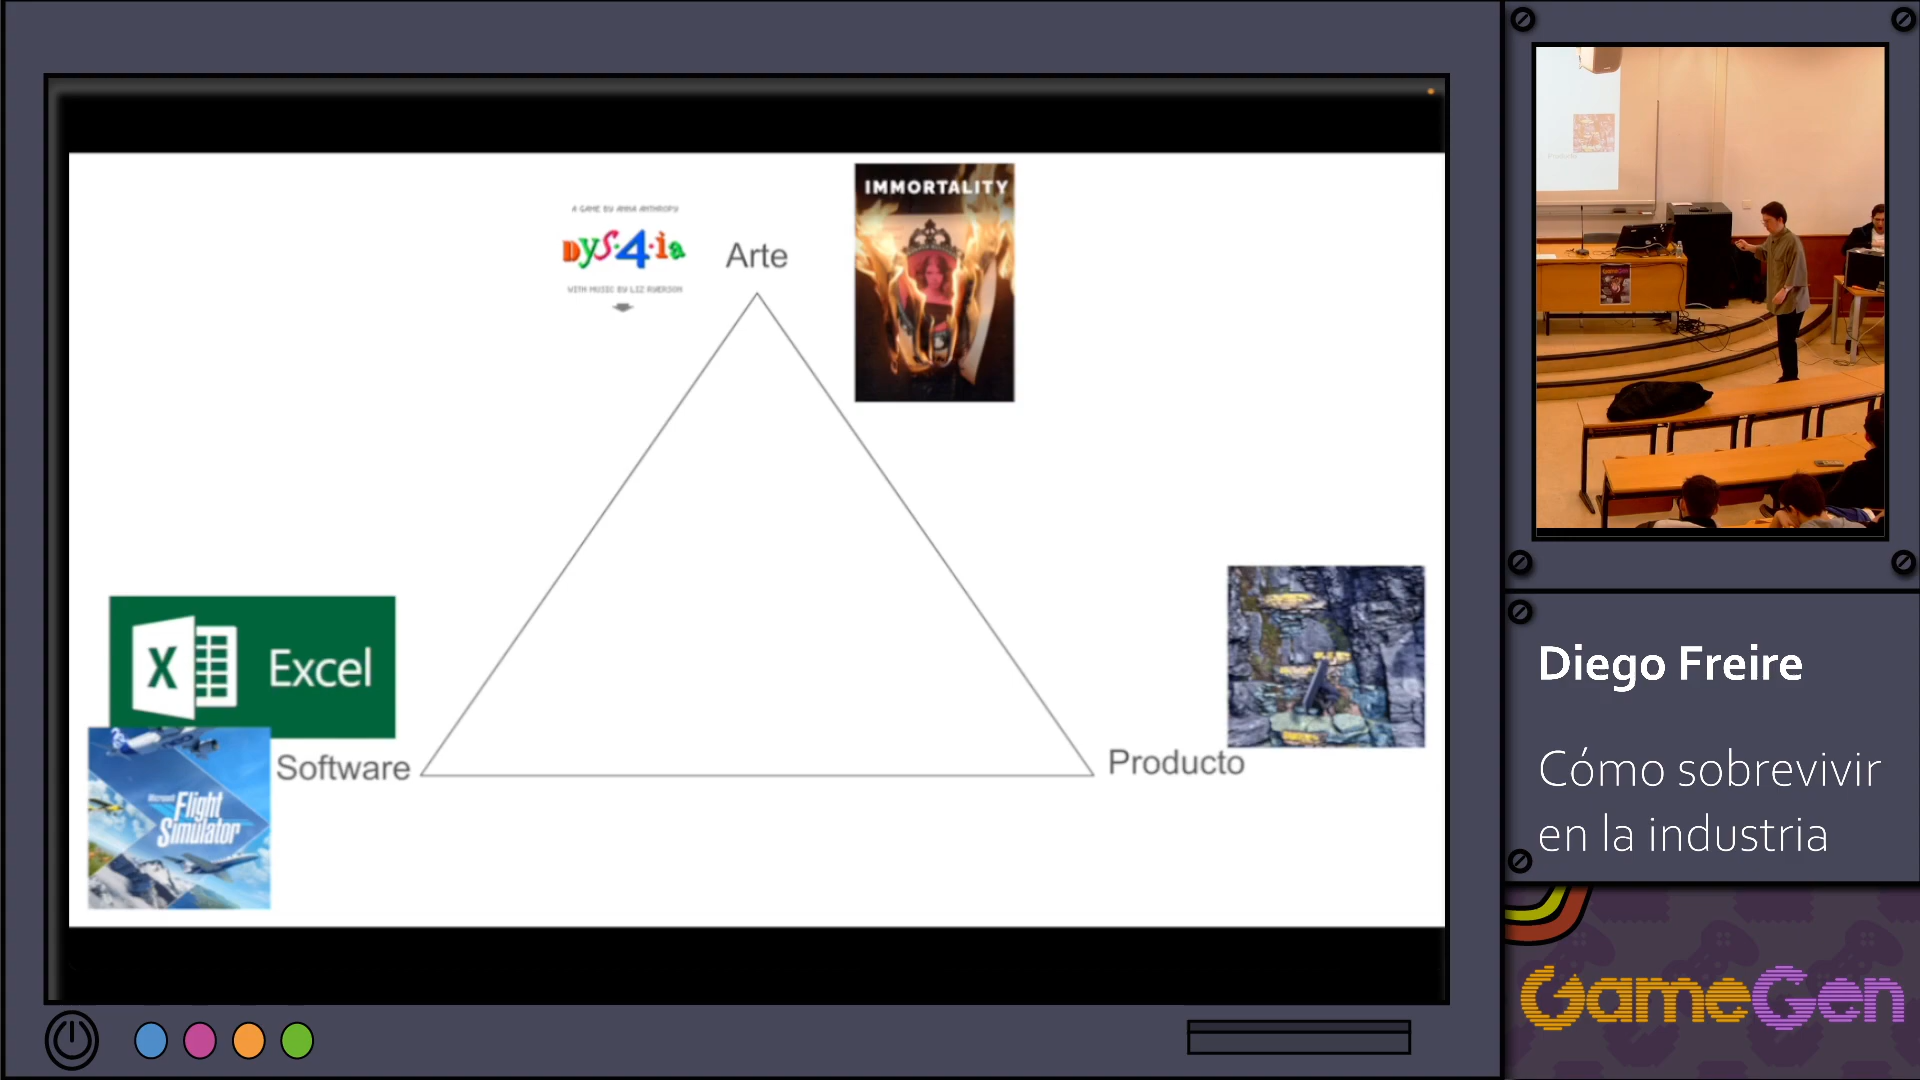 A GAME BY ANNA ANTHROPY
Dys4ia
WITH MUSIC BY LIZ RYERSON
Arte
IMMORTALITY
X Excel
Software
Microsoft
Flight
Simulator
Producto
Diego Freire
Cómo sobrevivir
en la industria
GameGen